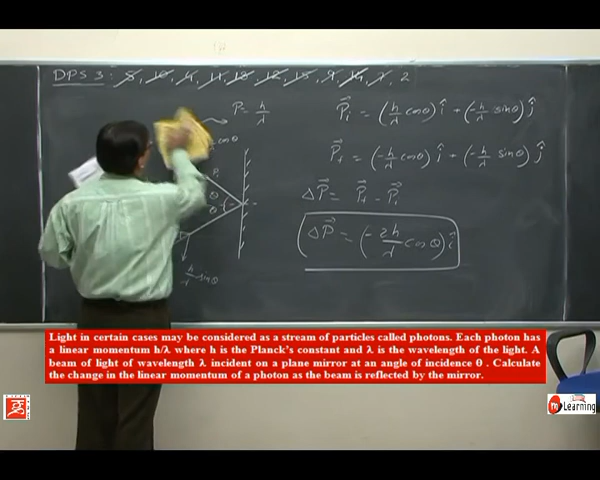 DPS 3 : 8, 10, 4, 11, 18, 12, 15, 9, 14, 7, 2
P = h/λ
cosθ
P⃗i = (h/λ cosθ) î + (-h/λ sinθ) ĵ
Pi
θ
θ
h/λ sinθ
P⃗f = (-h/λ cosθ) î + (-h/λ sinθ) ĵ
ΔP⃗ = P⃗f - P⃗i
ΔP⃗ = (-2h/λ cosθ) î
Light in certain cases may be considered as a stream of particles called photons. Each photon has
a linear momentum h/λ where h is the Planck's constant and λ is the wavelength of the light. A
beam of light of wavelength λ incident on a plane mirror at an angle of incidence θ . Calculate
the change in the linear momentum of a photon as the beam is reflected by the mirror.
m Learning